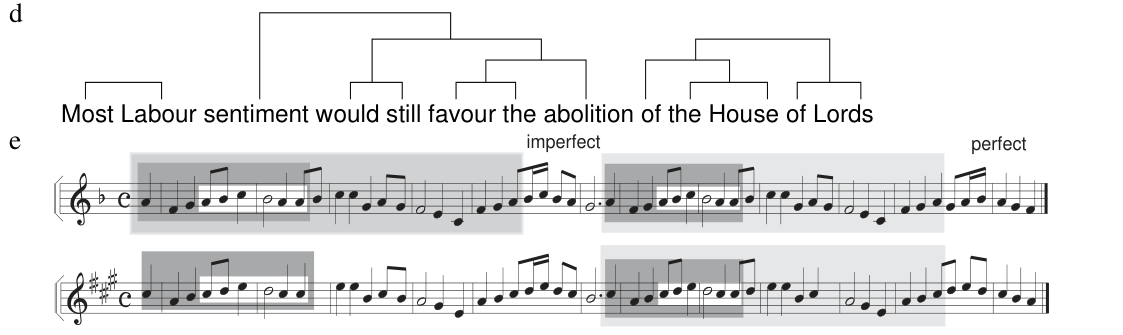 d
Most Labour sentiment would still favour the abolition of the House of Lords
e
imperfect perfect